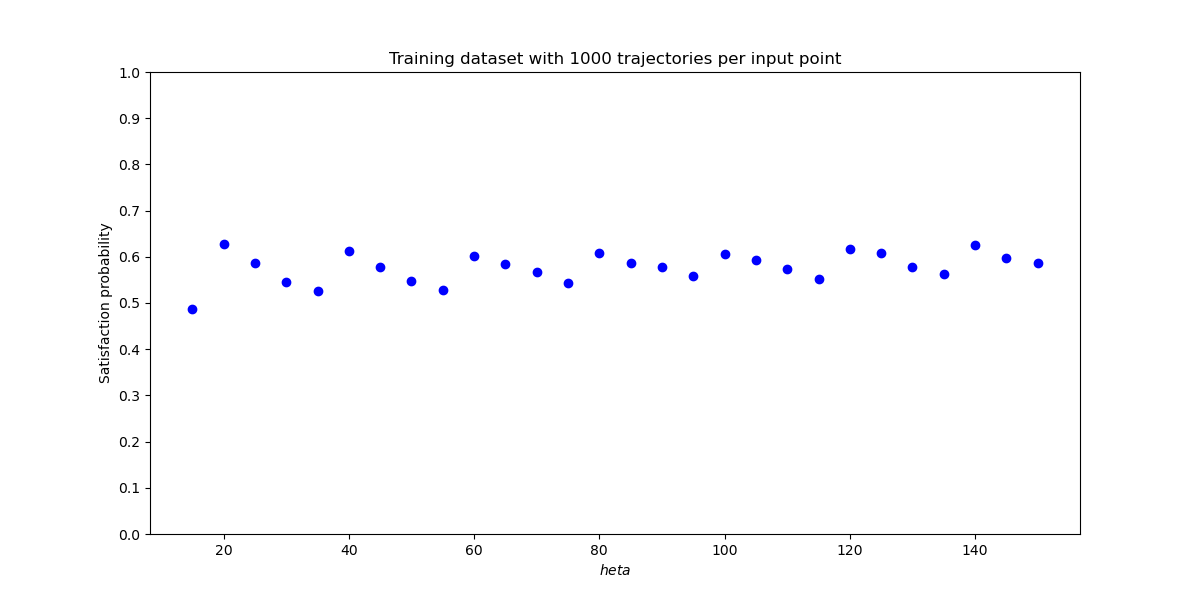 Training dataset with 1000 trajectories per input point
1.0
0.9
0.8
0.7
0.6
0.5
0.4
0.3
0.2
0.1
0.0
Satisfaction probability
20 40 60 80 100 120 140
heta